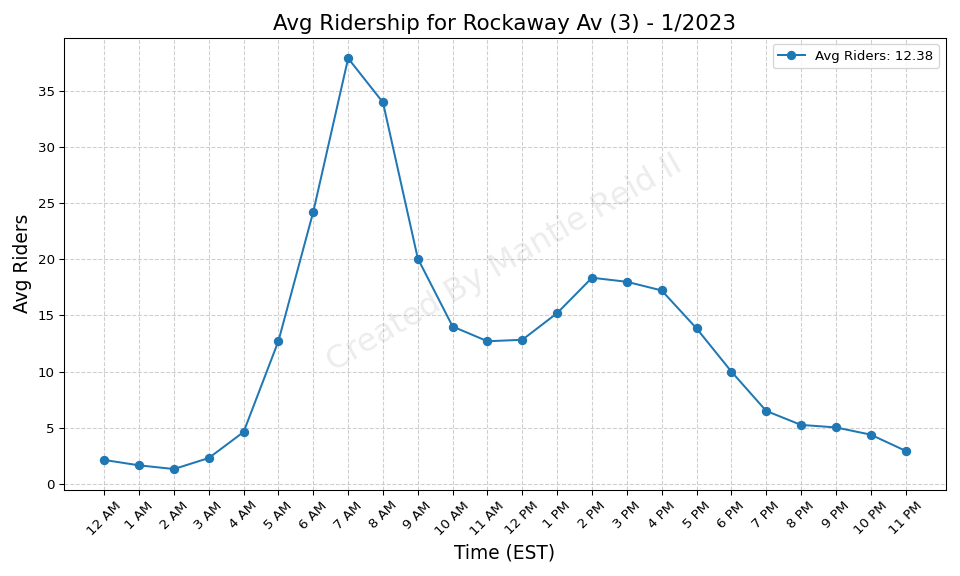 Avg Ridership for Rockaway Av (3) - 1/2023
Avg Riders: 12.38
Avg Riders
35
30
25
20
15
10
5
0
Created By Mantie Reid II
12 AM
1 AM
2 AM
3 AM
4 AM
5 AM
6 AM
7 AM
8 AM
9 AM
10 AM
11 AM
12 PM
1 PM
2 PM
3 PM
4 PM
5 PM
6 PM
7 PM
8 PM
9 PM
10 PM
11 PM
Time (EST)